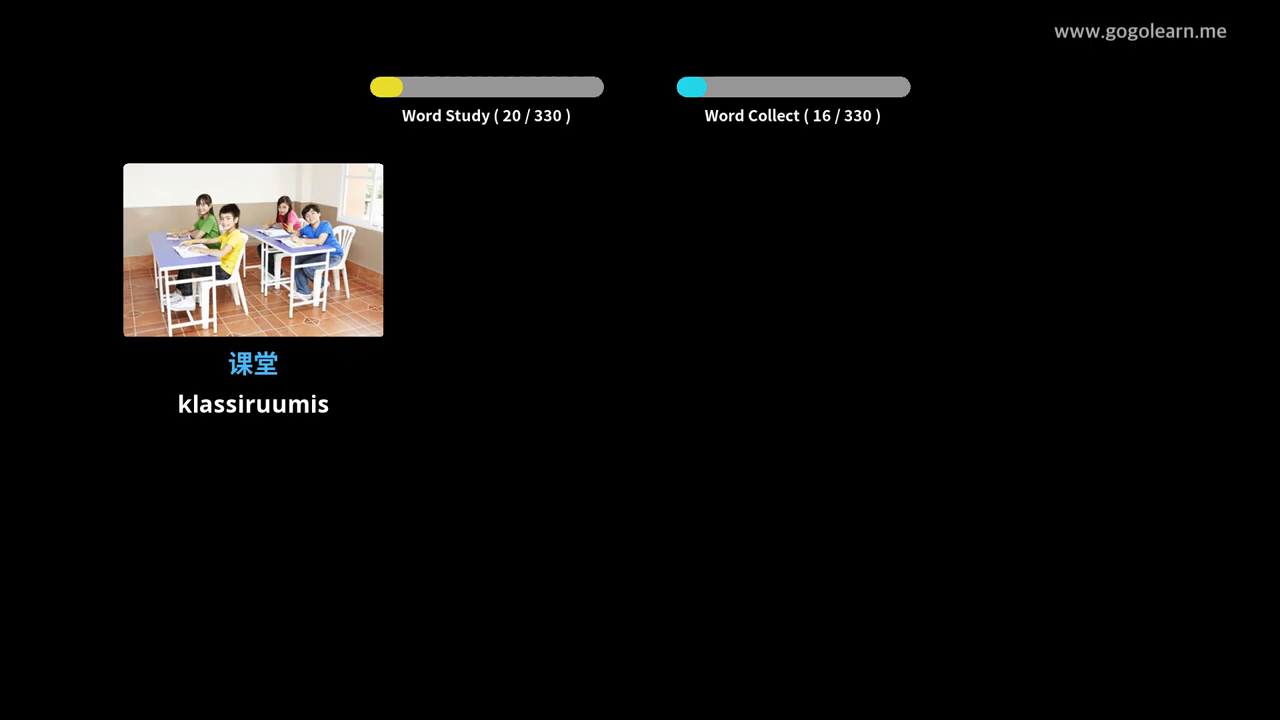 www.gogolearn.me
Word Study ( 20 / 330 )
Word Collect ( 16 / 330 )
课堂
klassiruumis